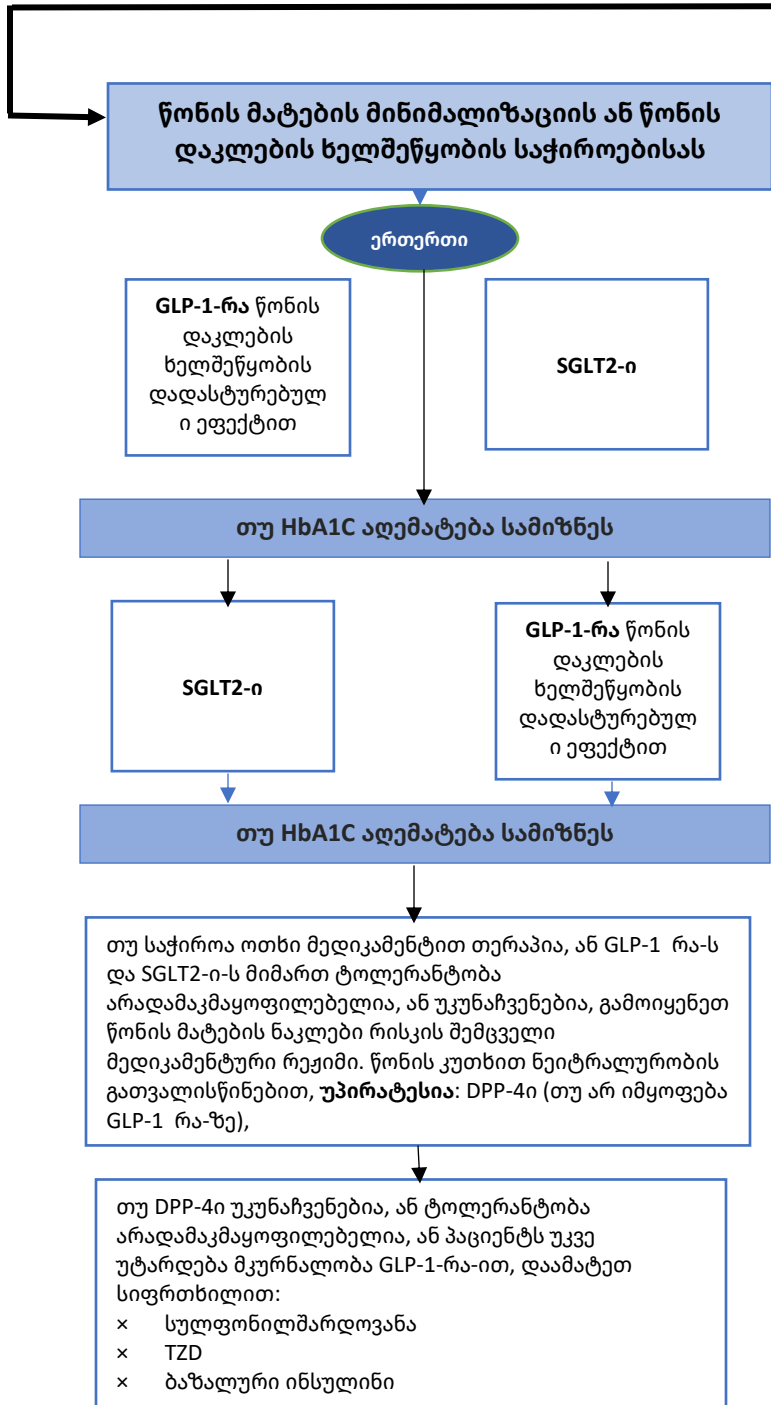 წონის მატების მინიმალიზაციის ან წონის
დაკლების ხელშეწყობის საჭიროებისას
ერთერთი
GLP-1-რა წონის
დაკლების
ხელშეწყობის
დადასტურებულ
ი ეფექტით
SGLT2-ი
თუ HbA1C აღემატება სამიზნეს
SGLT2-ი
GLP-1-რა წონის
დაკლების
ხელშეწყობის
დადასტურებულ
ი ეფექტით
თუ HbA1C აღემატება სამიზნეს
თუ საჭიროა ოთხი მედიკამენტით თერაპია, ან GLP-1 რა-ს
და SGLT2-ი-ს მიმართ ტოლერანტობა
არადამაკმაყოფილებელია, ან უკუნაჩვენებია, გამოიყენეთ
წონის მატების ნაკლები რისკის შემცველი
მედიკამენტური რეჟიმი. წონის კუთხით ნეიტრალურობის
გათვალისწინებით, უპირატესია: DPP-4ი (თუ არ იმყოფება
GLP-1 რა-ზე),
თუ DPP-4ი უკუნაჩვენებია, ან ტოლერანტობა
არადამაკმაყოფილებელია, ან პაციენტს უკვე
უტარდება მკურნალობა GLP-1-რა-ით, დაამატეთ
სიფრთხილით:
× სულფონილშარდოვანა
× TZD
× ბაზალური ინსულინი